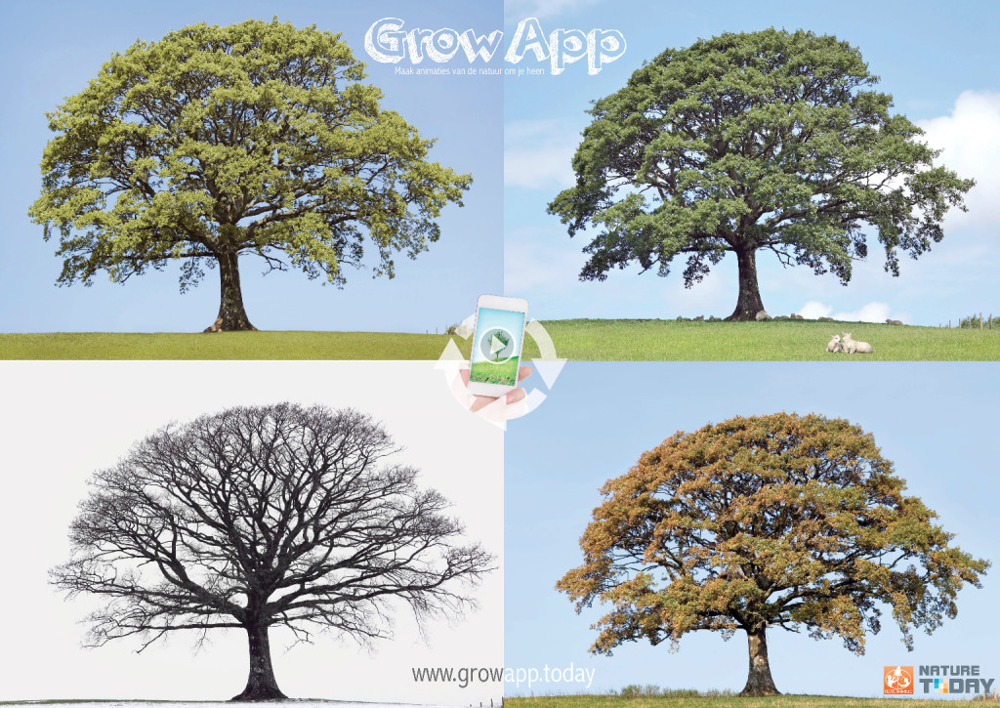 Grow App
Maak animaties van de natuur om je heen
www.growapp.today
NATURE
TODAY